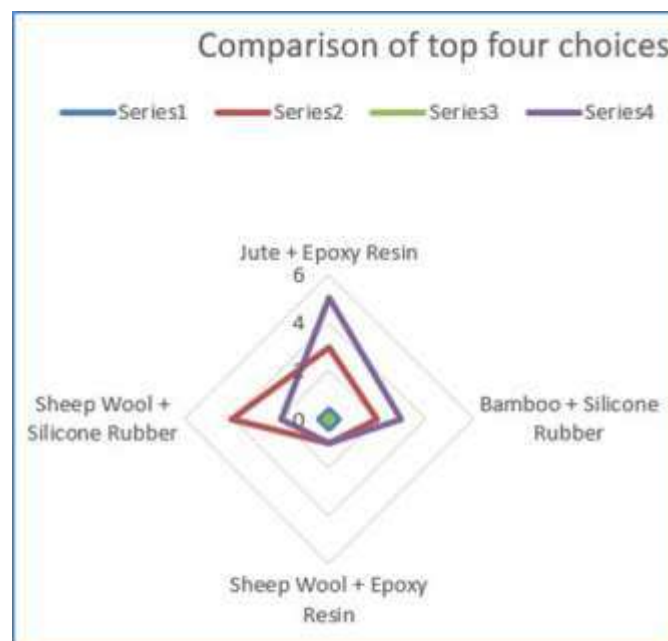 Comparison of top four choices
Series1 Series2 Series3 Series4
Jute + Epoxy Resin
6
4
2
0
Sheep Wool +
Silicone Rubber
Bamboo + Silicone
Rubber
Sheep Wool + Epoxy
Resin